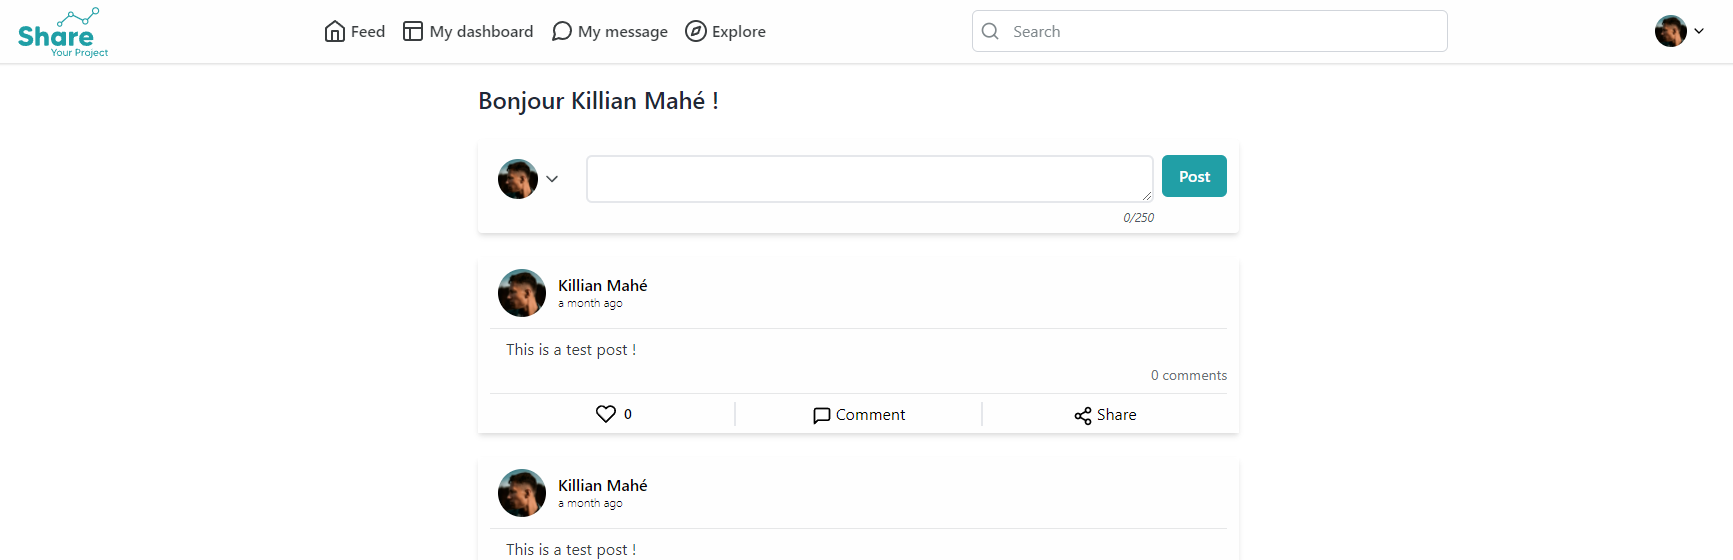 Share
Your Project
Feed My dashboard My message Explore Search
Bonjour Killian Mahé !
Post
0/250
Killian Mahé
a month ago
This is a test post !
0 comments
0 Comment Share
Killian Mahé
a month ago
This is a test post !